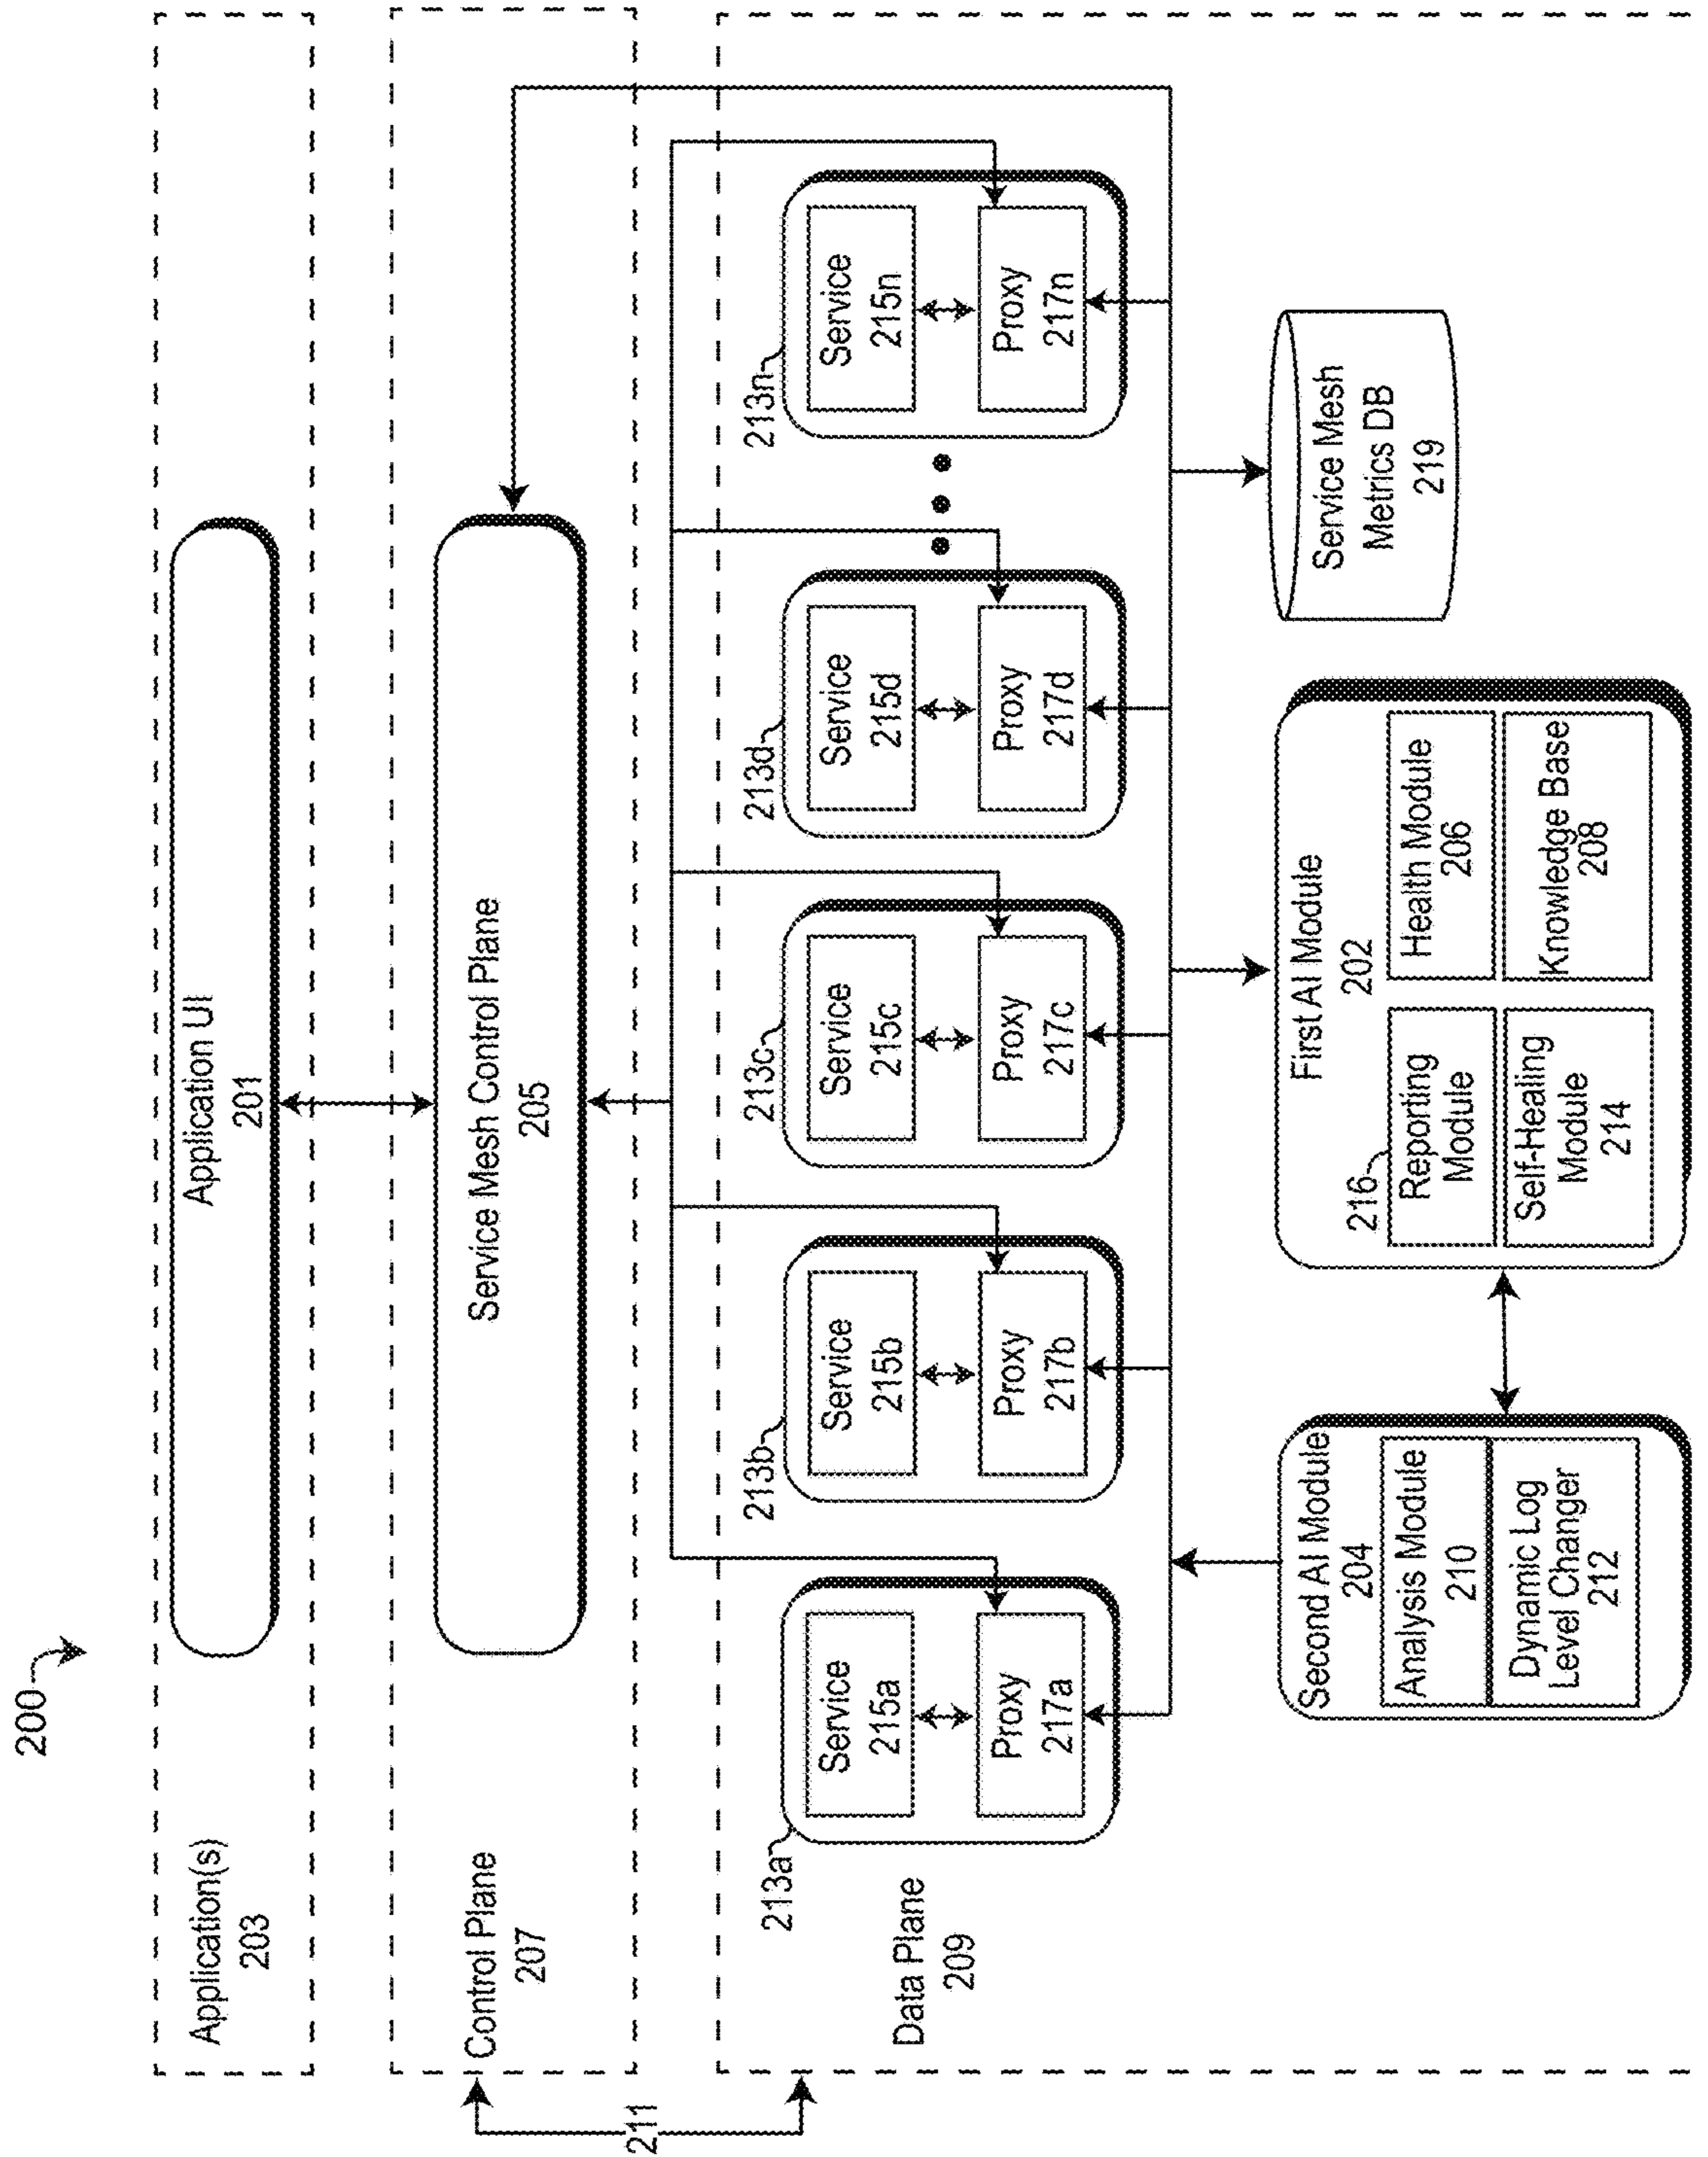 200
Application(s)
203
Application UI
201
Control Plane
207
Service Mesh Control Plane
205
211
Data Plane
209
213a
Service
215a
Proxy
217a
213b
Service
215b
Proxy
217b
213c
Service
215c
Proxy
217c
213d
Service
215d
Proxy
217d
213n
Service
215n
Proxy
217n
Second AI Module
204
Analysis Module
210
Dynamic Log
Level Changer
212
First AI Module
202
216
Reporting
Module
Health Module
206
Self-Healing
Module
214
Knowledge Base
208
Service Mesh
Metrics DB
219